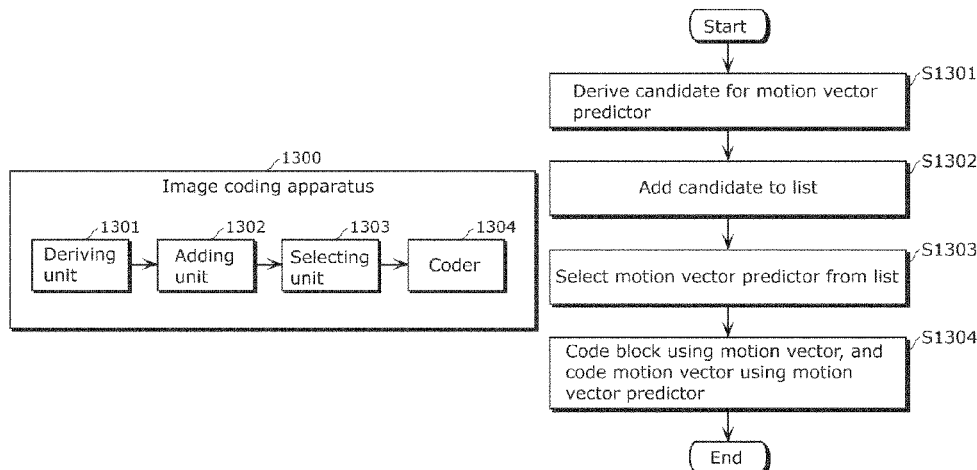 1300
Image coding apparatus
1301
1302
1303
1304
Deriving
unit
Adding
unit
Selecting
unit
Coder
Start
S1301
Derive candidate for motion vector
predictor
S1302
Add candidate to list
S1303
Select motion vector predictor from list
S1304
Code block using motion vector, and
code motion vector using motion
vector predictor
End